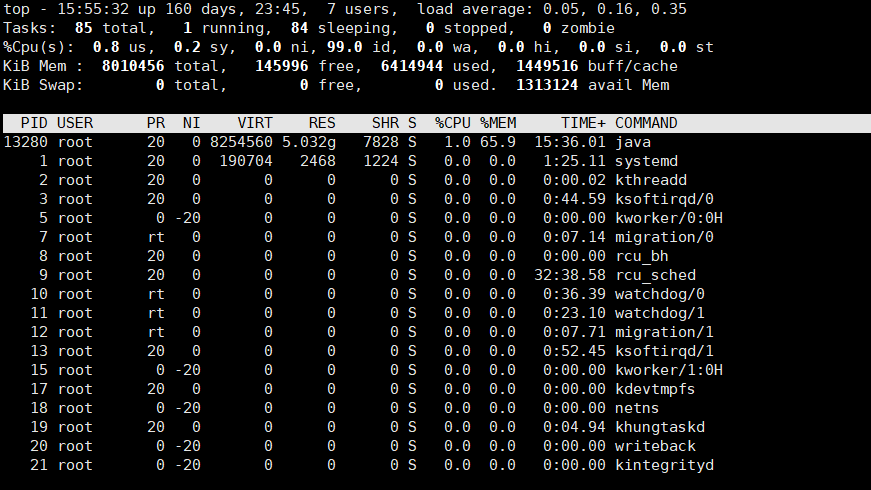 top - 15:55:32 up 160 days, 23:45,  7 users,  load average: 0.05, 0.16, 0.35
Tasks:  85 total,   1 running,  84 sleeping,   0 stopped,   0 zombie
%Cpu(s):  0.8 us,  0.2 sy,  0.0 ni, 99.0 id,  0.0 wa,  0.0 hi,  0.0 si,  0.0 st
KiB Mem :  8010456 total,   145996 free,  6414944 used,  1449516 buff/cache
KiB Swap:        0 total,        0 free,        0 used.  1313124 avail Mem
  PID USER      PR  NI    VIRT    RES    SHR S  %CPU %MEM     TIME+ COMMAND
13280 root      20   0 8254560 5.032g   7828 S   1.0 65.9  15:36.01 java
    1 root      20   0  190704   2468   1224 S   0.0  0.0   1:25.11 systemd
    2 root      20   0       0      0      0 S   0.0  0.0   0:00.02 kthreadd
    3 root      20   0       0      0      0 S   0.0  0.0   0:44.59 ksoftirqd/0
    5 root       0 -20       0      0      0 S   0.0  0.0   0:00.00 kworker/0:0H
    7 root      rt   0       0      0      0 S   0.0  0.0   0:07.14 migration/0
    8 root      20   0       0      0      0 S   0.0  0.0   0:00.00 rcu_bh
    9 root      20   0       0      0      0 S   0.0  0.0  32:38.58 rcu_sched
   10 root      rt   0       0      0      0 S   0.0  0.0   0:36.39 watchdog/0
   11 root      rt   0       0      0      0 S   0.0  0.0   0:23.10 watchdog/1
   12 root      rt   0       0      0      0 S   0.0  0.0   0:07.71 migration/1
   13 root      20   0       0      0      0 S   0.0  0.0   0:52.45 ksoftirqd/1
   15 root       0 -20       0      0      0 S   0.0  0.0   0:00.00 kworker/1:0H
   17 root      20   0       0      0      0 S   0.0  0.0   0:00.00 kdevtmpfs
   18 root       0 -20       0      0      0 S   0.0  0.0   0:00.00 netns
   19 root      20   0       0      0      0 S   0.0  0.0   0:04.94 khungtaskd
   20 root       0 -20       0      0      0 S   0.0  0.0   0:00.00 writeback
   21 root       0 -20       0      0      0 S   0.0  0.0   0:00.00 kintegrityd